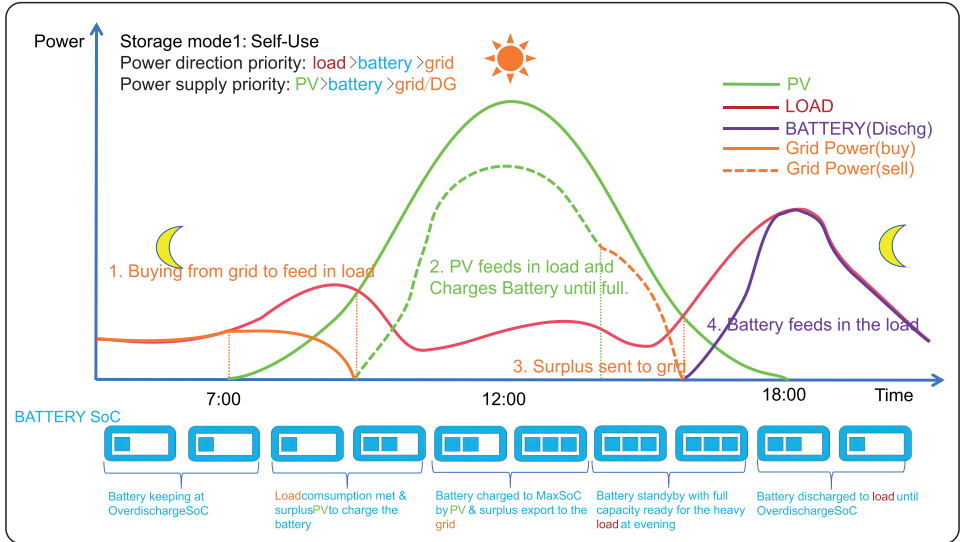 Power
Storage mode1: Self-Use
Power direction priority: load>battery>grid
Power supply priority: PV>battery>grid/DG
PV
LOAD
BATTERY(Dischg)
Grid Power(buy)
Grid Power(sell)
1. Buying from grid to feed in load
2. PV feeds in load and
Charges Battery until full.
3. Surplus sent to grid
4. Battery feeds in the load
7:00
12:00
18:00
Time
BATTERY SoC
Battery keeping at
OverdischargeSoC
Loadcomsumption met &
surplusPVto charge the
battery
Battery charged to MaxSoC
by PV & surplus export to the
grid
Battery standyby with full
capacity ready for the heavy
load at evening
Battery discharged to load until
OverdischargeSoC